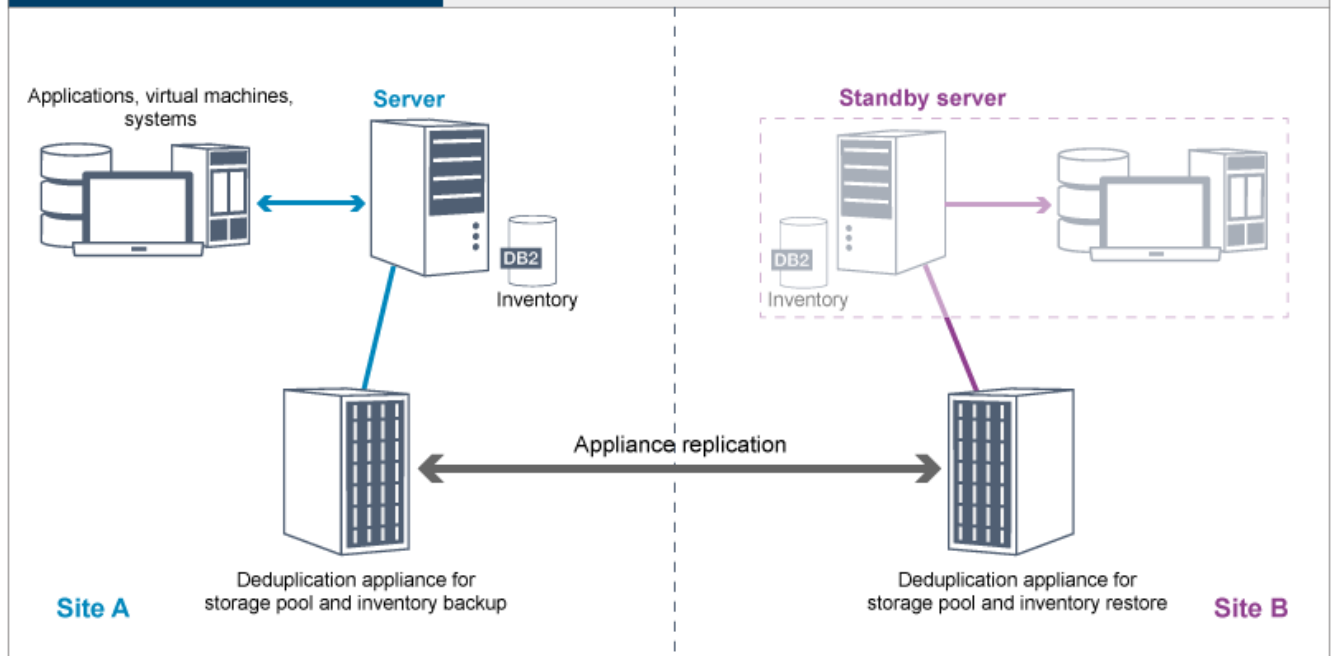 Applications, virtual machines,
systems
Server
DB2
Inventory
Deduplication appliance for
storage pool and inventory backup
Site A
Appliance replication
Standby server
DB2
Inventory
Deduplication appliance for
storage pool and inventory restore
Site B